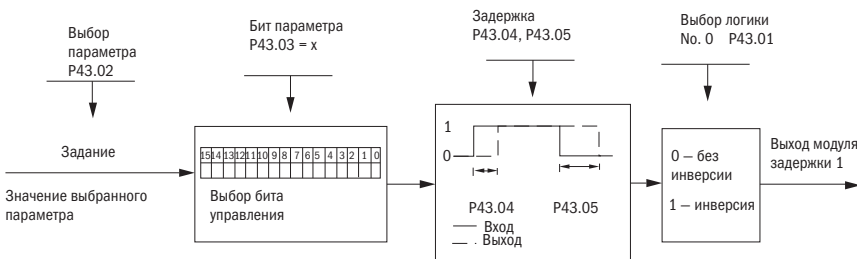 Выбор
параметра
P43.02
Бит параметра
P43.03 = x
Задержка
P43.04, P43.05
Выбор логики
No. 0 P43.01
Задание
Значение выбранного
параметра
15 14 13 12 11 10 9 8 7 6 5 4 3 2 1 0
Выбор бита
управления
1
0
P43.04 P43.05
Вход
Выход
0 – без
инверсии
1 – инверсия
Выход модуля
задержки 1